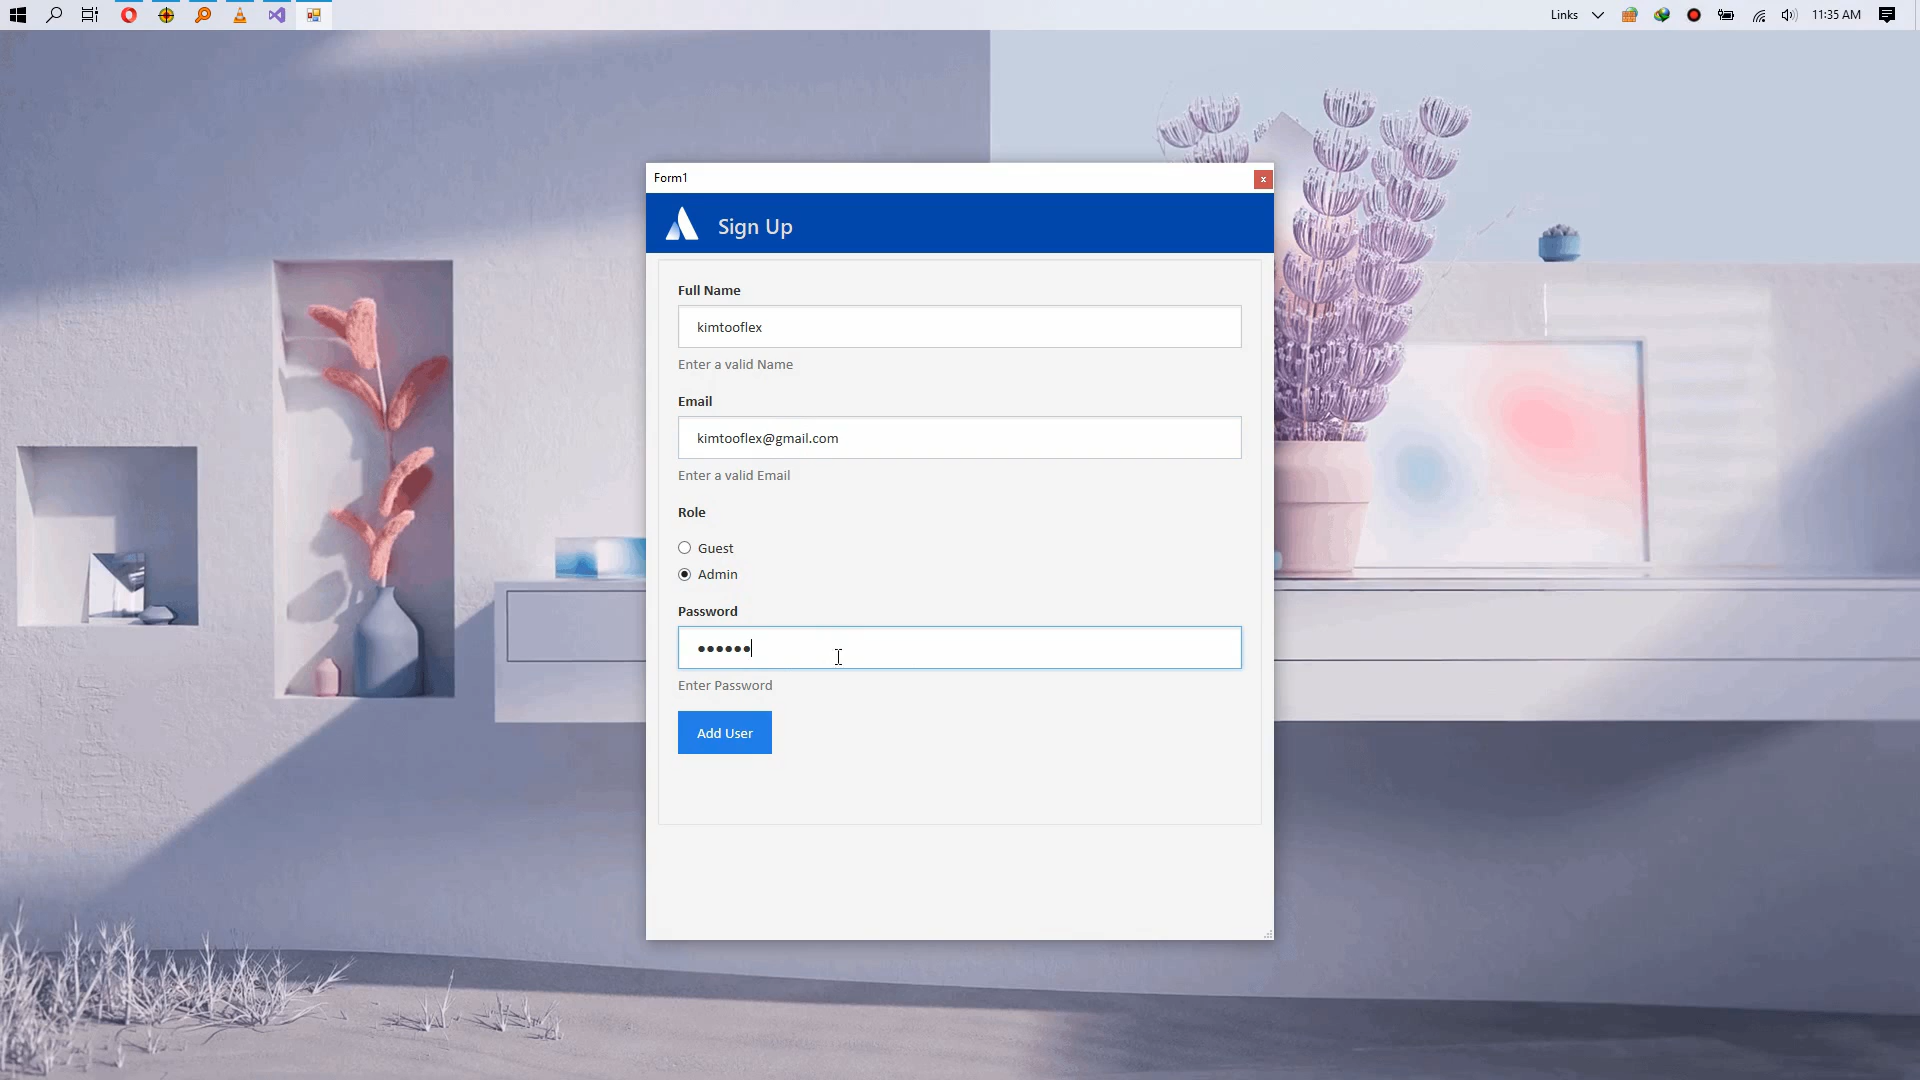 Links
11:35 AM
Form1
x
Sign Up
Full Name
kimtooflex
Enter a valid Name
Email
kimtooflex@gmail.com
Enter a valid Email
Role
Guest
Admin
Password
••••••
Enter Password
Add User